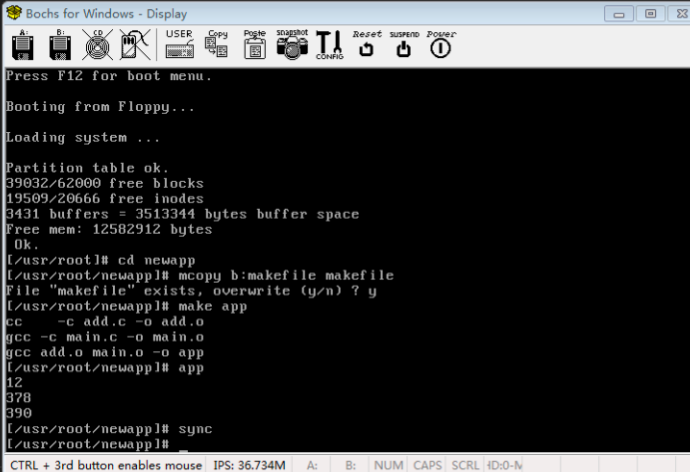 Bochs for Windows - Display
A:
B:
CD
USER
Copy
Paste
snapshot
CONFIG
Reset
SUSPEND
Power
Press F12 for boot menu.
Booting from Floppy...
Loading system ...
Partition table ok.
39032/62000 free blocks
19509/20666 free inodes
3431 buffers = 3513344 bytes buffer space
Free mem: 12582912 bytes
Ok.
[/usr/root]# cd newapp
[/usr/root/newapp]# mcopy b:makefile makefile
File "makefile" exists, overwrite (y/n) ? y
[/usr/root/newapp]# make app
cc    -c add.c -o add.o
gcc -c main.c -o main.o
gcc add.o main.o -o app
[/usr/root/newapp]# app
12
378
390
[/usr/root/newapp]# sync
[/usr/root/newapp]# _
CTRL + 3rd button enables mouse IPS: 36.734M A: B: NUM CAPS SCRL